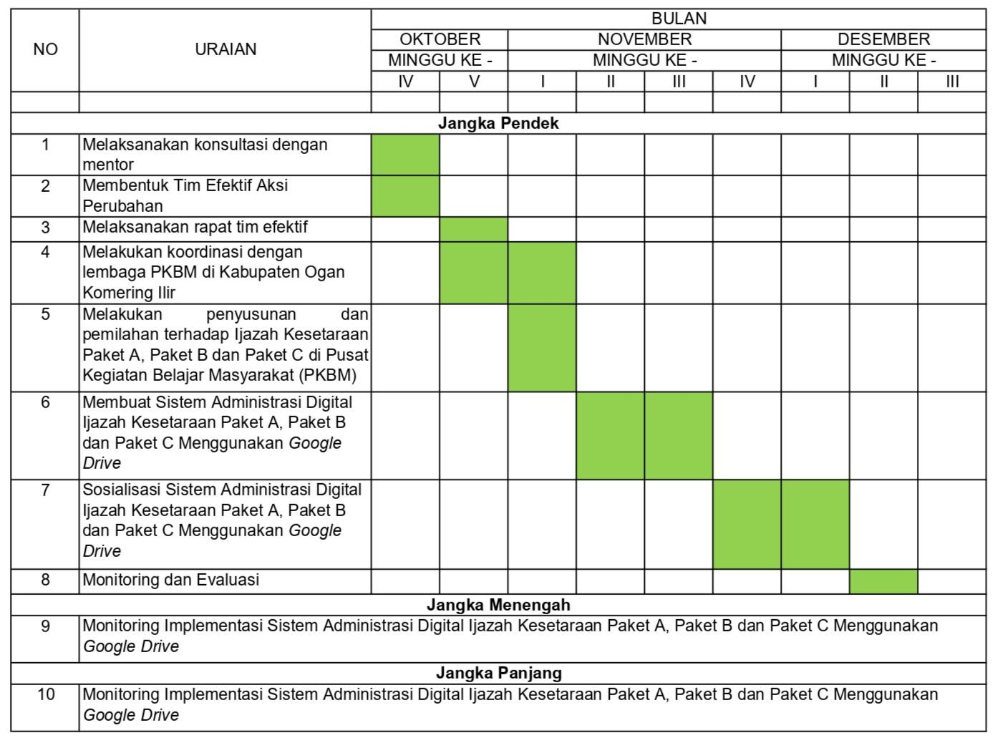 NO
URAIAN
BULAN
OKTOBER
NOVEMBER
DESEMBER
MINGGU KE -
MINGGU KE -
MINGGU KE -
IV
V
I
II
III
IV
I
II
III
Jangka Pendek
1
Melaksanakan konsultasi dengan
mentor
2
Membentuk Tim Efektif Aksi
Perubahan
3
Melaksanakan rapat tim efektif
4
Melakukan koordinasi dengan
lembaga PKBM di Kabupaten Ogan
Komering Ilir
5
Melakukan penyusunan dan
pemilahan terhadap Ijazah Kesetaraan
Paket A, Paket B dan Paket C di Pusat
Kegiatan Belajar Masyarakat (PKBM)
6
Membuat Sistem Administrasi Digital
Ijazah Kesetaraan Paket A, Paket B
dan Paket C Menggunakan Google
Drive
7
Sosialisasi Sistem Administrasi Digital
Ijazah Kesetaraan Paket A, Paket B
dan Paket C Menggunakan Google
Drive
8
Monitoring dan Evaluasi
Jangka Menengah
9
Monitoring Implementasi Sistem Administrasi Digital Ijazah Kesetaraan Paket A, Paket B dan Paket C Menggunakan
Google Drive
Jangka Panjang
10
Monitoring Implementasi Sistem Administrasi Digital Ijazah Kesetaraan Paket A, Paket B dan Paket C Menggunakan
Google Drive